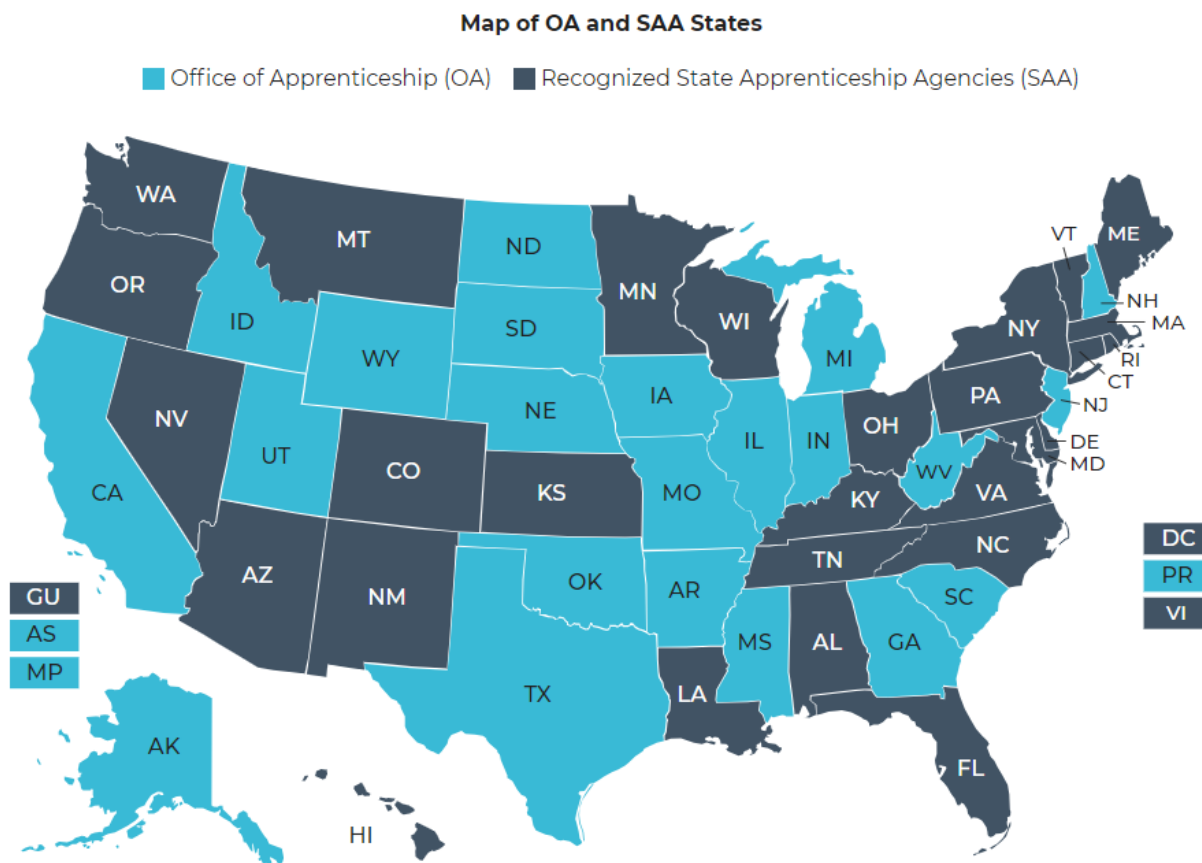 Map of OA and SAA States
Office of Apprenticeship (OA) Recognized State Apprenticeship Agencies (SAA)
WA
MT
ND
MN
VT
ME
OR
ID
SD
WI
NY
NH
MA
WY
MI
RI
CT
NV
NE
IA
PA
NJ
UT
CO
IL
IN
OH
DE
MD
CA
KS
MO
WV
VA
KY
AZ
NM
OK
AR
TN
NC
DC
GU
SC
PR
AS
MS
AL
GA
VI
MP
TX
LA
AK
FL
HI